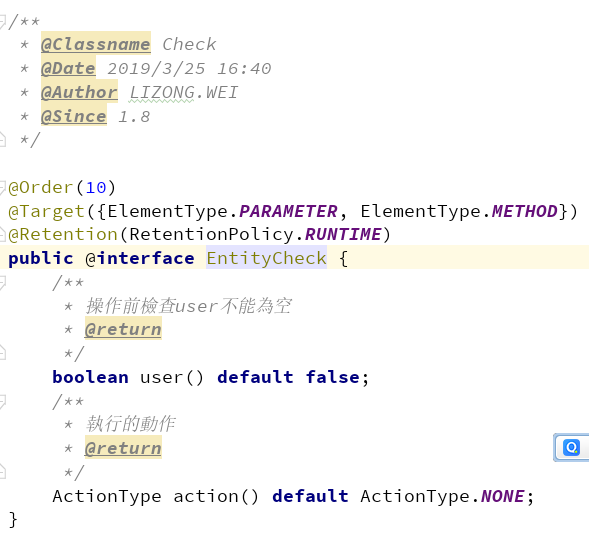 /**
 * @Classname Check
 * @Date 2019/3/25 16:40
 * @Author LIZONG.WEI
 * @Since 1.8
 */

@Order(10)
@Target({ElementType.PARAMETER, ElementType.METHOD})
@Retention(RetentionPolicy.RUNTIME)
public @interface EntityCheck {
    /**
     * 操作前檢查user不能為空
     * @return
     */
    boolean user() default false;
    /**
     * 執行的動作
     * @return
     */
    ActionType action() default ActionType.NONE;
}